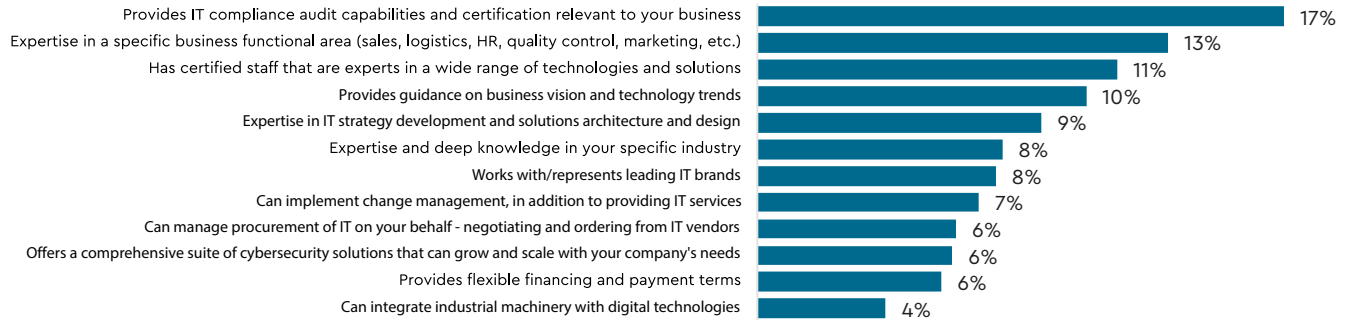 Provides IT compliance audit capabilities and certification relevant to your business 17%
Expertise in a specific business functional area (sales, logistics, HR, quality control, marketing, etc.) 13%
Has certified staff that are experts in a wide range of technologies and solutions 11%
Provides guidance on business vision and technology trends 10%
Expertise in IT strategy development and solutions architecture and design 9%
Expertise and deep knowledge in your specific industry 8%
Works with/represents leading IT brands 8%
Can implement change management, in addition to providing IT services 7%
Can manage procurement of IT on your behalf - negotiating and ordering from IT vendors 6%
Offers a comprehensive suite of cybersecurity solutions that can grow and scale with your company's needs 6%
Provides flexible financing and payment terms 6%
Can integrate industrial machinery with digital technologies 4%